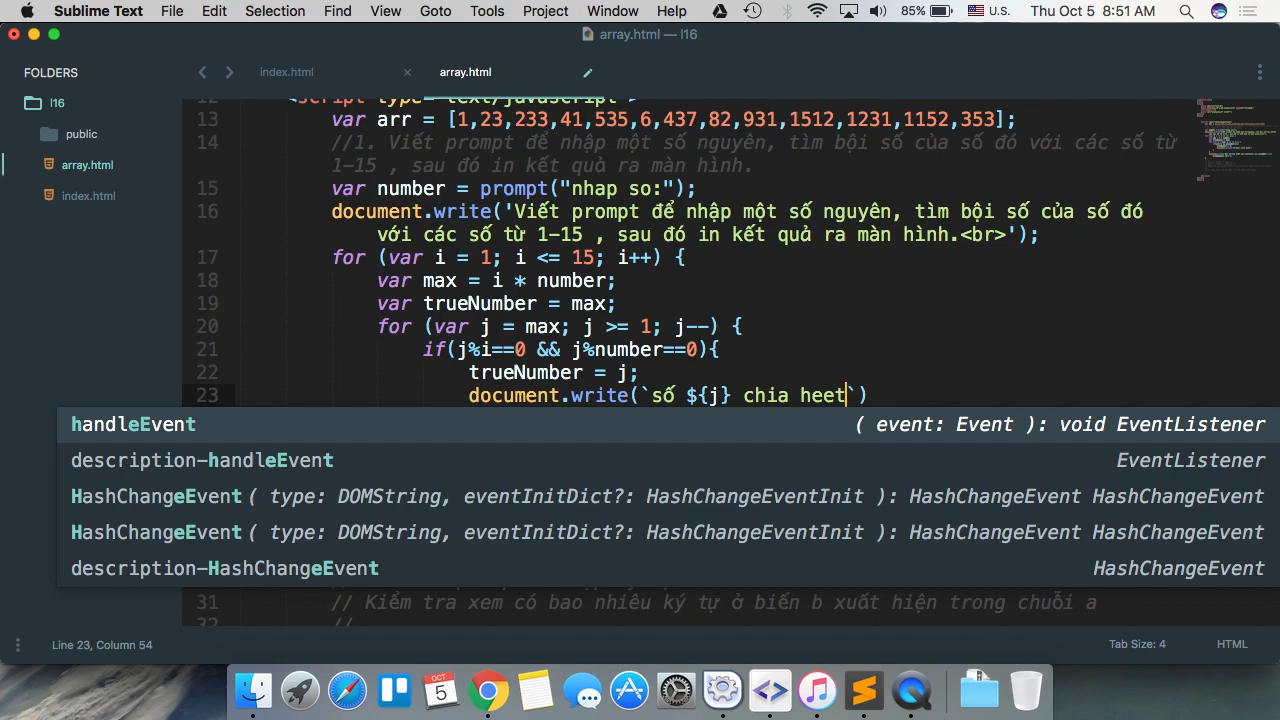 Sublime Text File Edit Selection Find View Goto Tools Project Window Help 85% U.S. Thu Oct 5 8:51 AM
array.html — l16
FOLDERS
l16
public
array.html
index.html
index.html × array.html
12 <script type="text/javascript">
13 var arr = [1,23,233,41,535,6,437,82,931,1512,1231,1152,353];
14 //1. Viết prompt để nhập một số nguyên, tìm bội số của số đó với các số từ
1-15 , sau đó in kết quả ra màn hình.
15 var number = prompt("nhap so:");
16 document.write('Viết prompt để nhập một số nguyên, tìm bội số của số đó
với các số từ 1-15 , sau đó in kết quả ra màn hình.<br>');
17 for (var i = 1; i <= 15; i++) {
18 var max = i * number;
19 var trueNumber = max;
20 for (var j = max; j >= 1; j--) {
21 if(j%i==0 && j%number==0){
22 trueNumber = j;
23 document.write(`số ${j} chia heet`)
handleEvent ( event: Event ): void EventListener
description-handleEvent EventListener
HashChangeEvent( type: DOMString, eventInitDict?: HashChangeEventInit ): HashChangeEvent HashChangeEvent
HashChangeEvent( type: DOMString, eventInitDict?: HashChangeEventInit ): HashChangeEvent HashChangeEvent
description-HashChangeEvent HashChangeEvent
31 // Kiểm tra xem có bao nhiêu ký tự ở biến b xuất hiện trong chuỗi a
32 //
Line 23, Column 54 Tab Size: 4 HTML
OCT
5